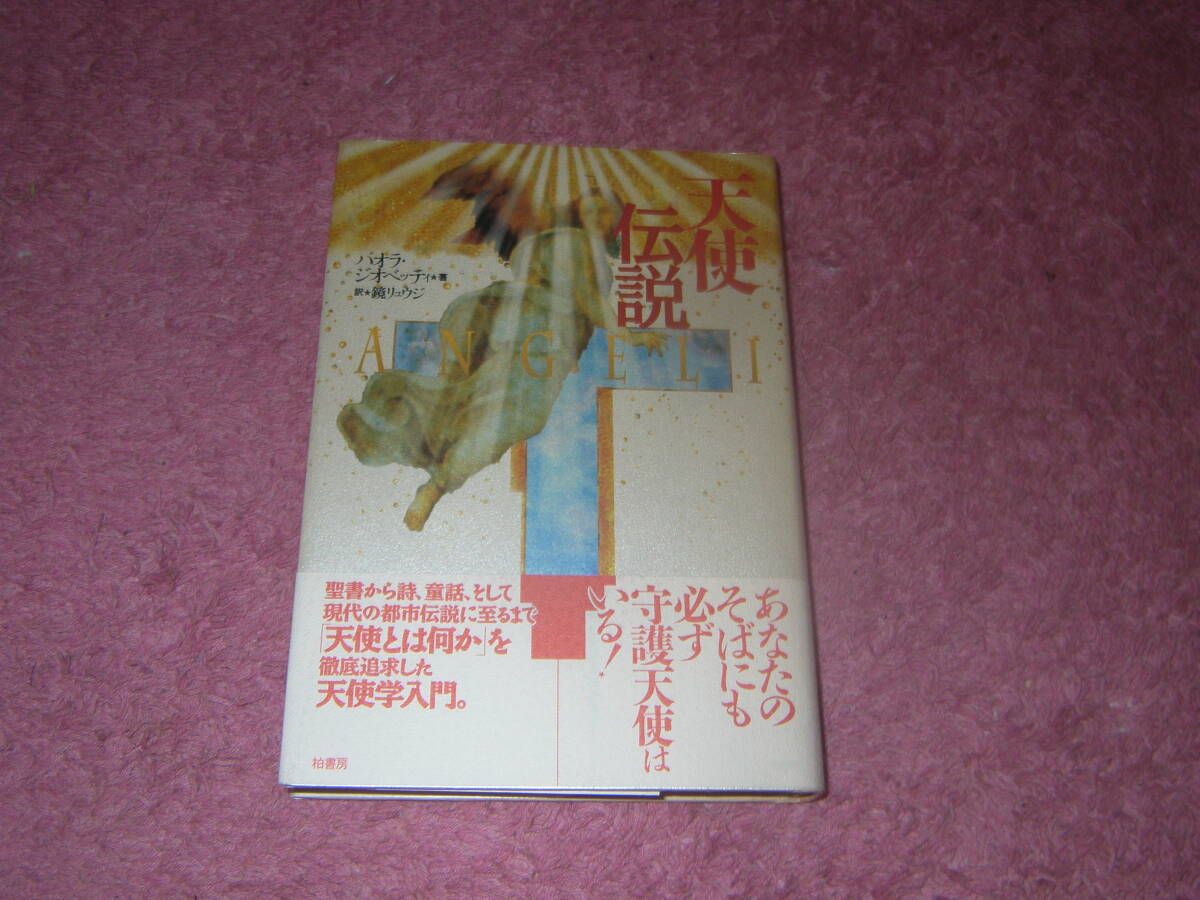 天使
伝説
パオラ・
ジオベッティ★著
訳★鏡リュウジ
ANGELI
あなたの
そばにも
必ず
守護天使は
いる!
聖書から詩、童話、そして
現代の都市伝説に至るまで
「天使とは何か」を
徹底追求した
天使学入門。
柏書房